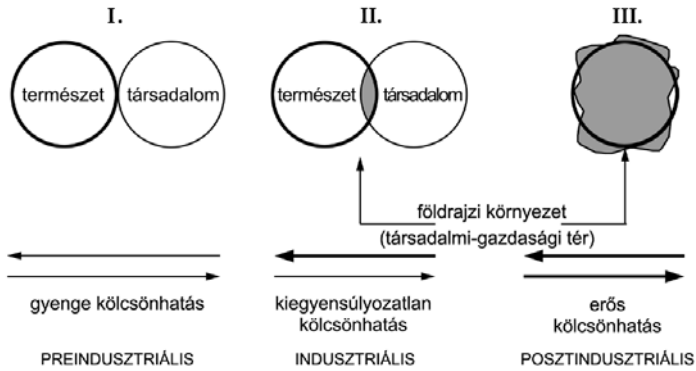 I.
II.
III.
természet
társadalom
természet
társadalom
földrajzi környezet
(társadalmi-gazdasági tér)
gyenge kölcsönhatás
kiegyensúlyozatlan
kölcsönhatás
erős
kölcsönhatás
PREINDUSZTRIÁLIS
INDUSZTRIÁLIS
POSZTINDUSZTRIÁLIS